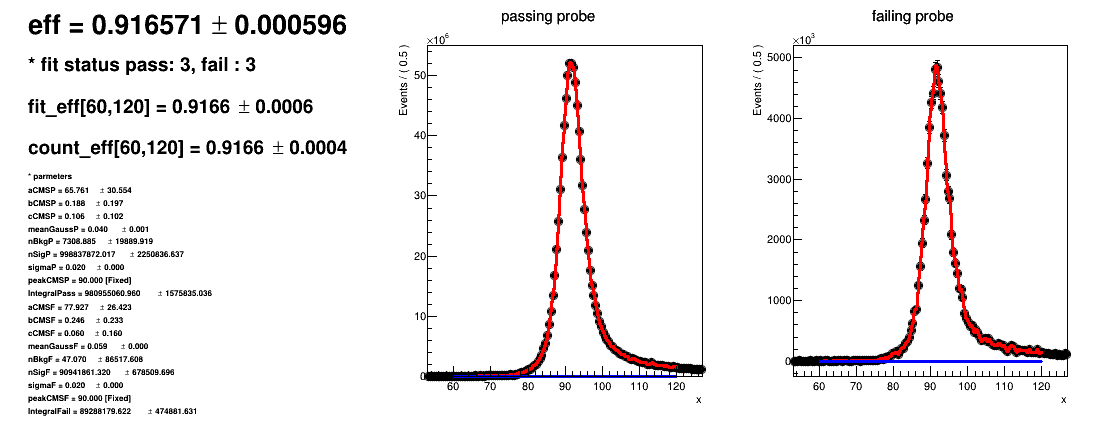 eff = 0.916571 ± 0.000596
* fit status pass: 3, fail : 3
fit_eff[60,120] = 0.9166 ± 0.0006
count_eff[60,120] = 0.9166 ± 0.0004
* parmeters
aCMSP = 65.761 ± 30.554
bCMSP = 0.188 ± 0.197
cCMSP = 0.106 ± 0.102
meanGaussP = 0.040 ± 0.001
nBkgP = 7308.885 ± 19889.919
nSigP = 998837872.017 ± 2250836.637
sigmaP = 0.020 ± 0.000
peakCMSP = 90.000 [Fixed]
IntegralPass = 980955060.960 ± 1575835.036
aCMSF = 77.927 ± 26.423
bCMSF = 0.246 ± 0.233
cCMSF = 0.060 ± 0.160
meanGaussF = 0.059 ± 0.000
nBkgF = 47.070 ± 86517.608
nSigF = 90941861.320 ± 678509.696
sigmaF = 0.020 ± 0.000
peakCMSF = 90.000 [Fixed]
IntegralFail = 89288179.622 ± 474881.631
passing probe
×10⁶
Events / ( 0.5 )
50
40
30
20
10
0
60 70 80 90 100 110 120
x
failing probe
×10³
Events / ( 0.5 )
5000
4000
3000
2000
1000
0
60 70 80 90 100 110 120
x